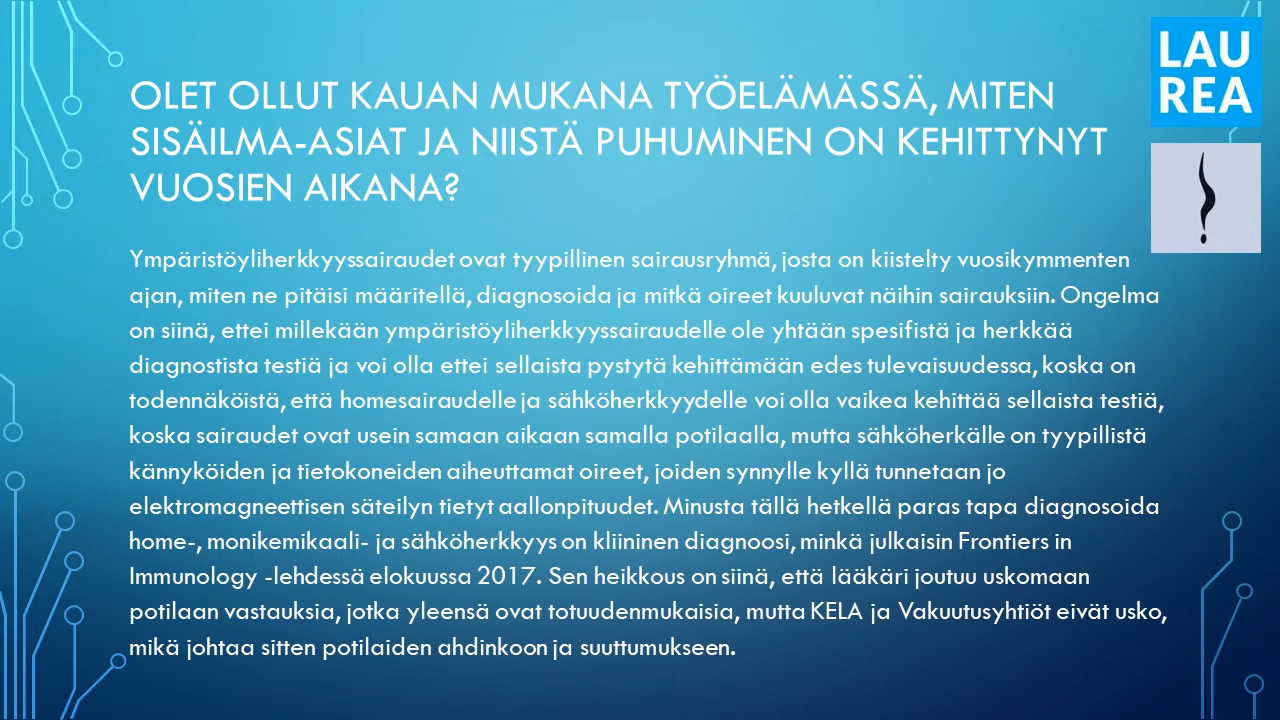 OLET OLLUT KAUAN MUKANA TYÖELÄMÄSSÄ, MITEN
SISÄILMA-ASIAT JA NIISTÄ PUHUMINEN ON KEHITTYNYT
VUOSIEN AIKANA?
LAU
REA
Ympäristöyliherkkyyssairaudet ovat tyypillinen sairausryhmä, josta on kiistelty vuosikymmenten
ajan, miten ne pitäisi määritellä, diagnosoida ja mitkä oireet kuuluvat näihin sairauksiin. Ongelma
on siinä, ettei millekään ympäristöyliherkkyyssairaudelle ole yhtään spesifistä ja herkkää
diagnostista testiä ja voi olla ettei sellaista pystytä kehittämään edes tulevaisuudessa, koska on
todennäköistä, että homesairaudelle ja sähköherkkyydelle voi olla vaikea kehittää sellaista testiä,
koska sairaudet ovat usein samaan aikaan samalla potilaalla, mutta sähköherkälle on tyypillistä
kännyköiden ja tietokoneiden aiheuttamat oireet, joiden synnylle kyllä tunnetaan jo
elektromagneettisen säteilyn tietyt aallonpituudet. Minusta tällä hetkellä paras tapa diagnosoida
home-, monikemikaali- ja sähköherkkyys on kliininen diagnoosi, minkä julkaisin Frontiers in
Immunology -lehdessä elokuussa 2017. Sen heikkous on siinä, että lääkäri joutuu uskomaan
potilaan vastauksia, jotka yleensä ovat totuudenmukaisia, mutta KELA ja Vakuutusyhtiöt eivät usko,
mikä johtaa sitten potilaiden ahdinkoon ja suuttumukseen.